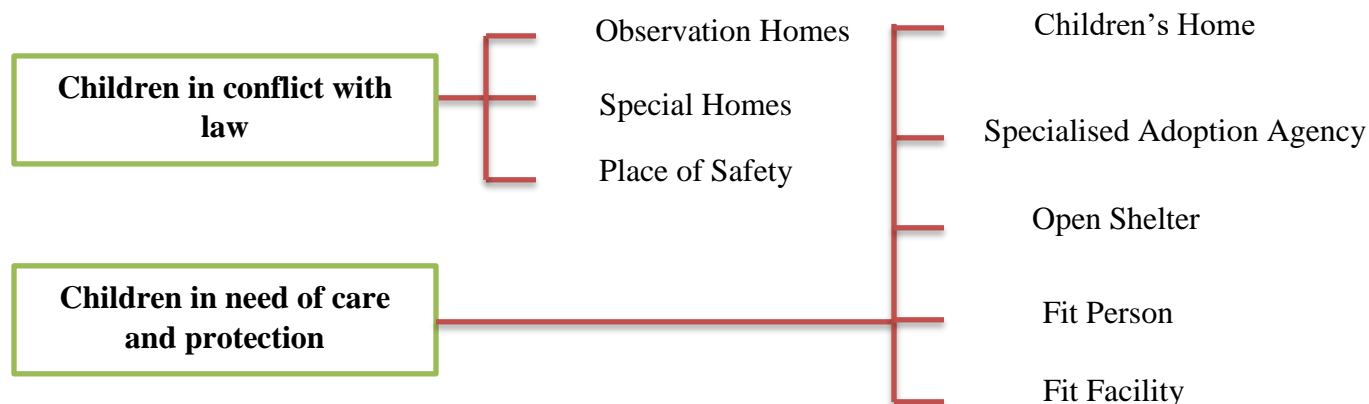 Children in conflict with
law
Observation Homes
Special Homes
Place of Safety
Children in need of care
and protection
Children’s Home
Specialised Adoption Agency
Open Shelter
Fit Person
Fit Facility